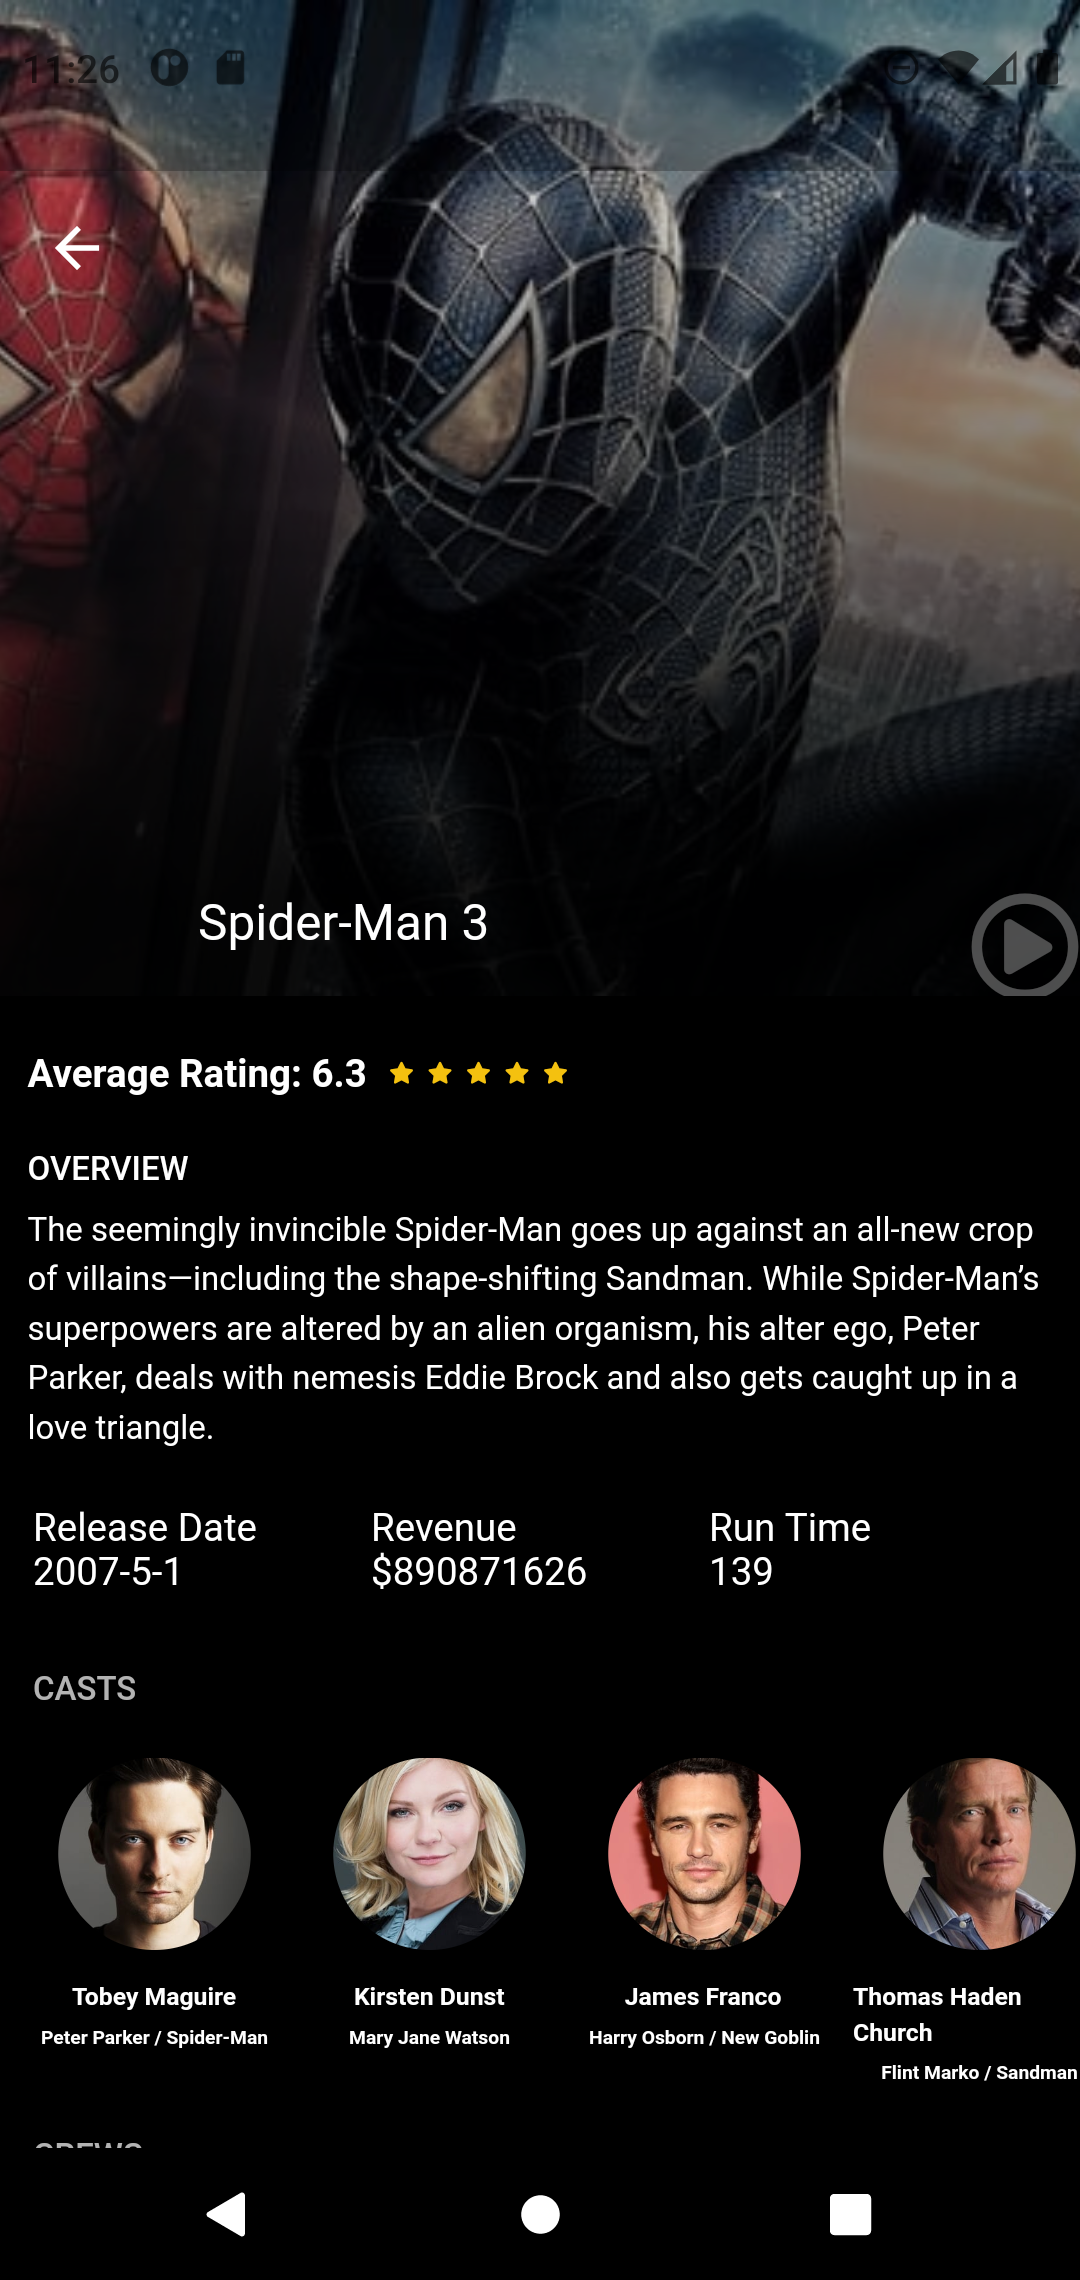 11:26
Spider-Man 3
Average Rating: 6.3
OVERVIEW
The seemingly invincible Spider-Man goes up against an all-new crop
of villains—including the shape-shifting Sandman. While Spider-Man’s
superpowers are altered by an alien organism, his alter ego, Peter
Parker, deals with nemesis Eddie Brock and also gets caught up in a
love triangle.
Release Date Revenue Run Time
2007-5-1 $890871626 139
CASTS
Tobey Maguire Kirsten Dunst James Franco Thomas Haden
Church
Peter Parker / Spider-Man Mary Jane Watson Harry Osborn / New Goblin
Flint Marko / Sandman
CREWS